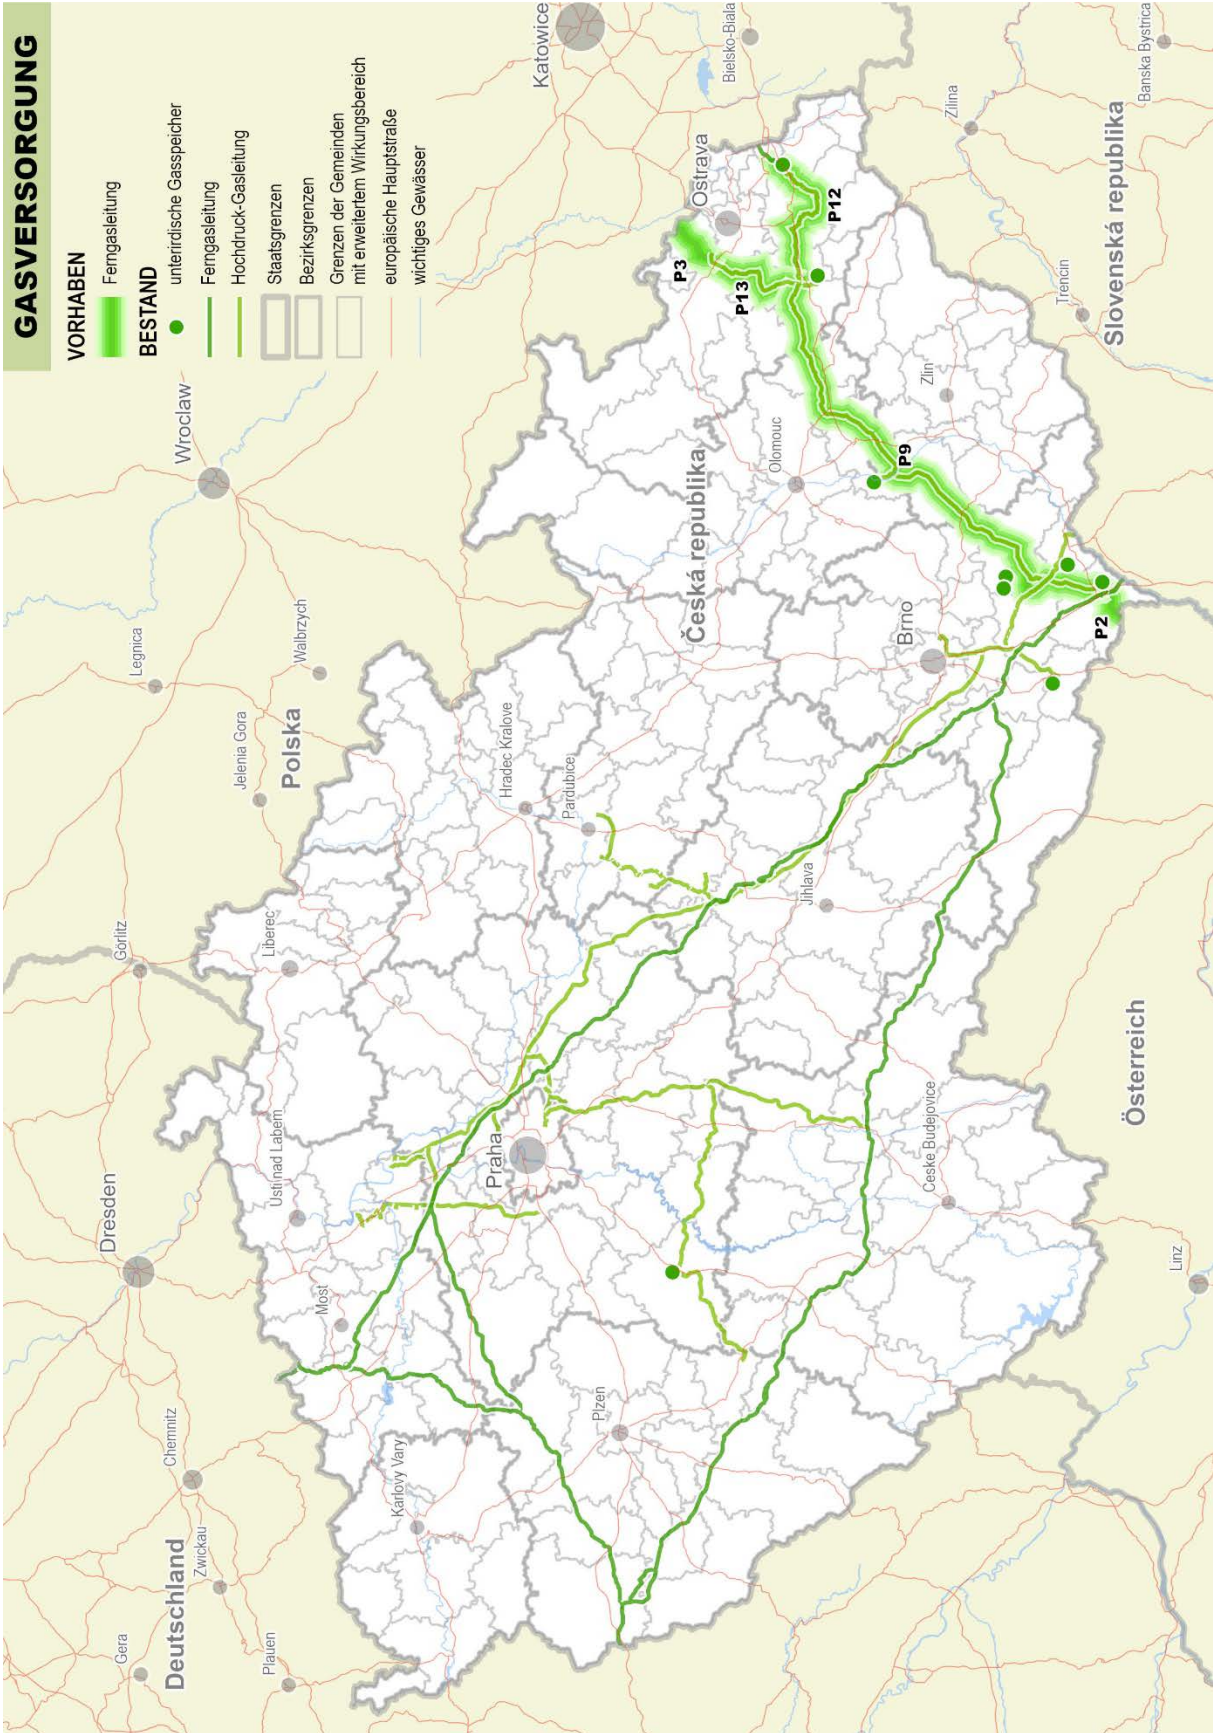 GASVERSORGUNG
VORHABEN
Ferngasleitung
BESTAND
unterirdische Gasspeicher
Ferngasleitung
Hochdruck-Gasleitung
Staatsgrenzen
Bezirksgrenzen
Grenzen der Gemeinden
mit erweitertem Wirkungsbereich
europäische Hauptstraße
wichtiges Gewässer
Deutschland
Gera
Plauen
Zwickau
Chemnitz
Dresden
Görlitz
Polska
Jelenia Gora
Legnica
Walbrzych
Wroclaw
Katowice
Bielsko-Biala
Karlovy Vary
Most
Usti nad Labem
Liberec
Plzen
Praha
Hradec Kralove
Pardubice
Česká republika
Olomouc
Ostrava
P3
P13
P12
P9
P2
Jihlava
Brno
Zlin
Ceske Budejovice
Linz
Österreich
Slovenská republika
Trencin
Zilina
Banska Bystrica